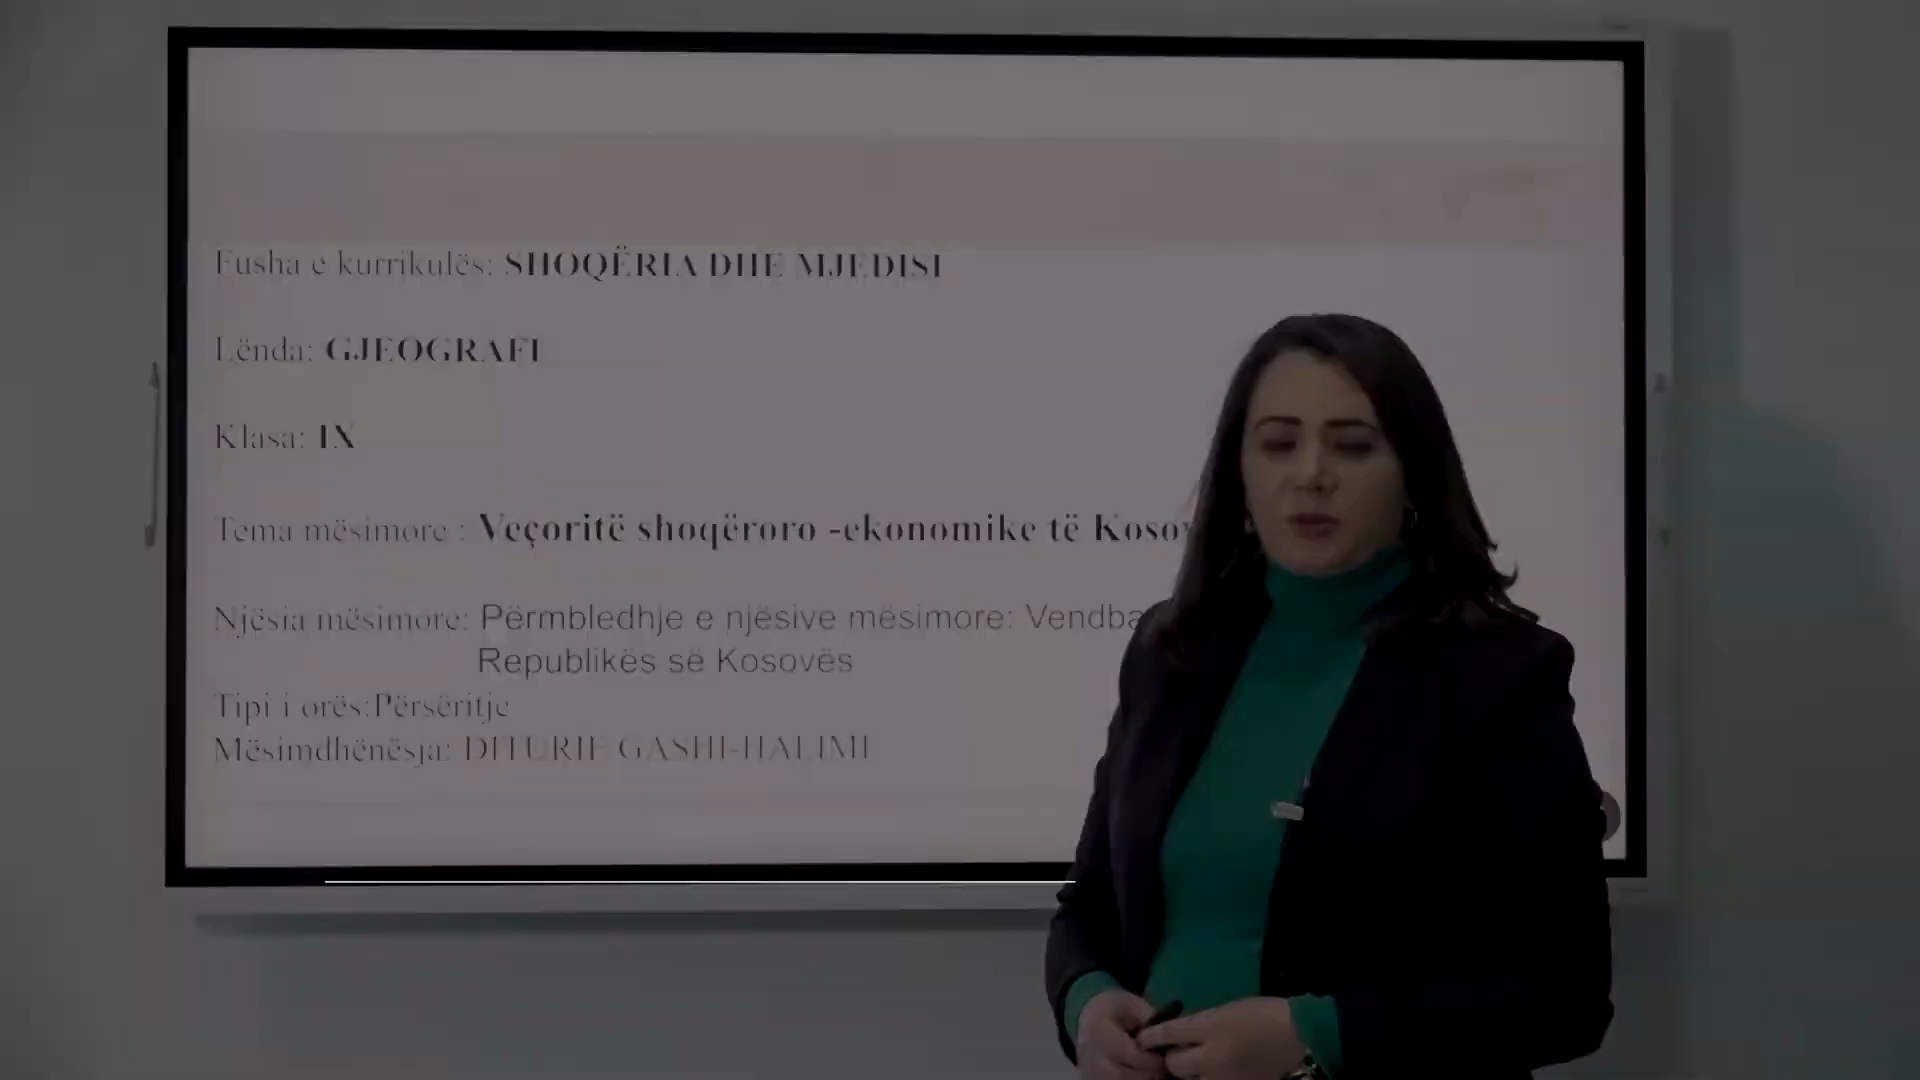 Fusha e kurrikulës: SHOQËRIA DHE MJEDISI
Lënda: GJEOGRAFI
Klasa: IX
Tema mësimore : Veçoritë shoqëroro -ekonomike të
Njësia mësimore: Përmbledhje e njësive mësimore:
Republikës së Kosovës
Tipi i orës:Përsëritje
Mësimdhënësja: DITURIE GASHI-HALIMI